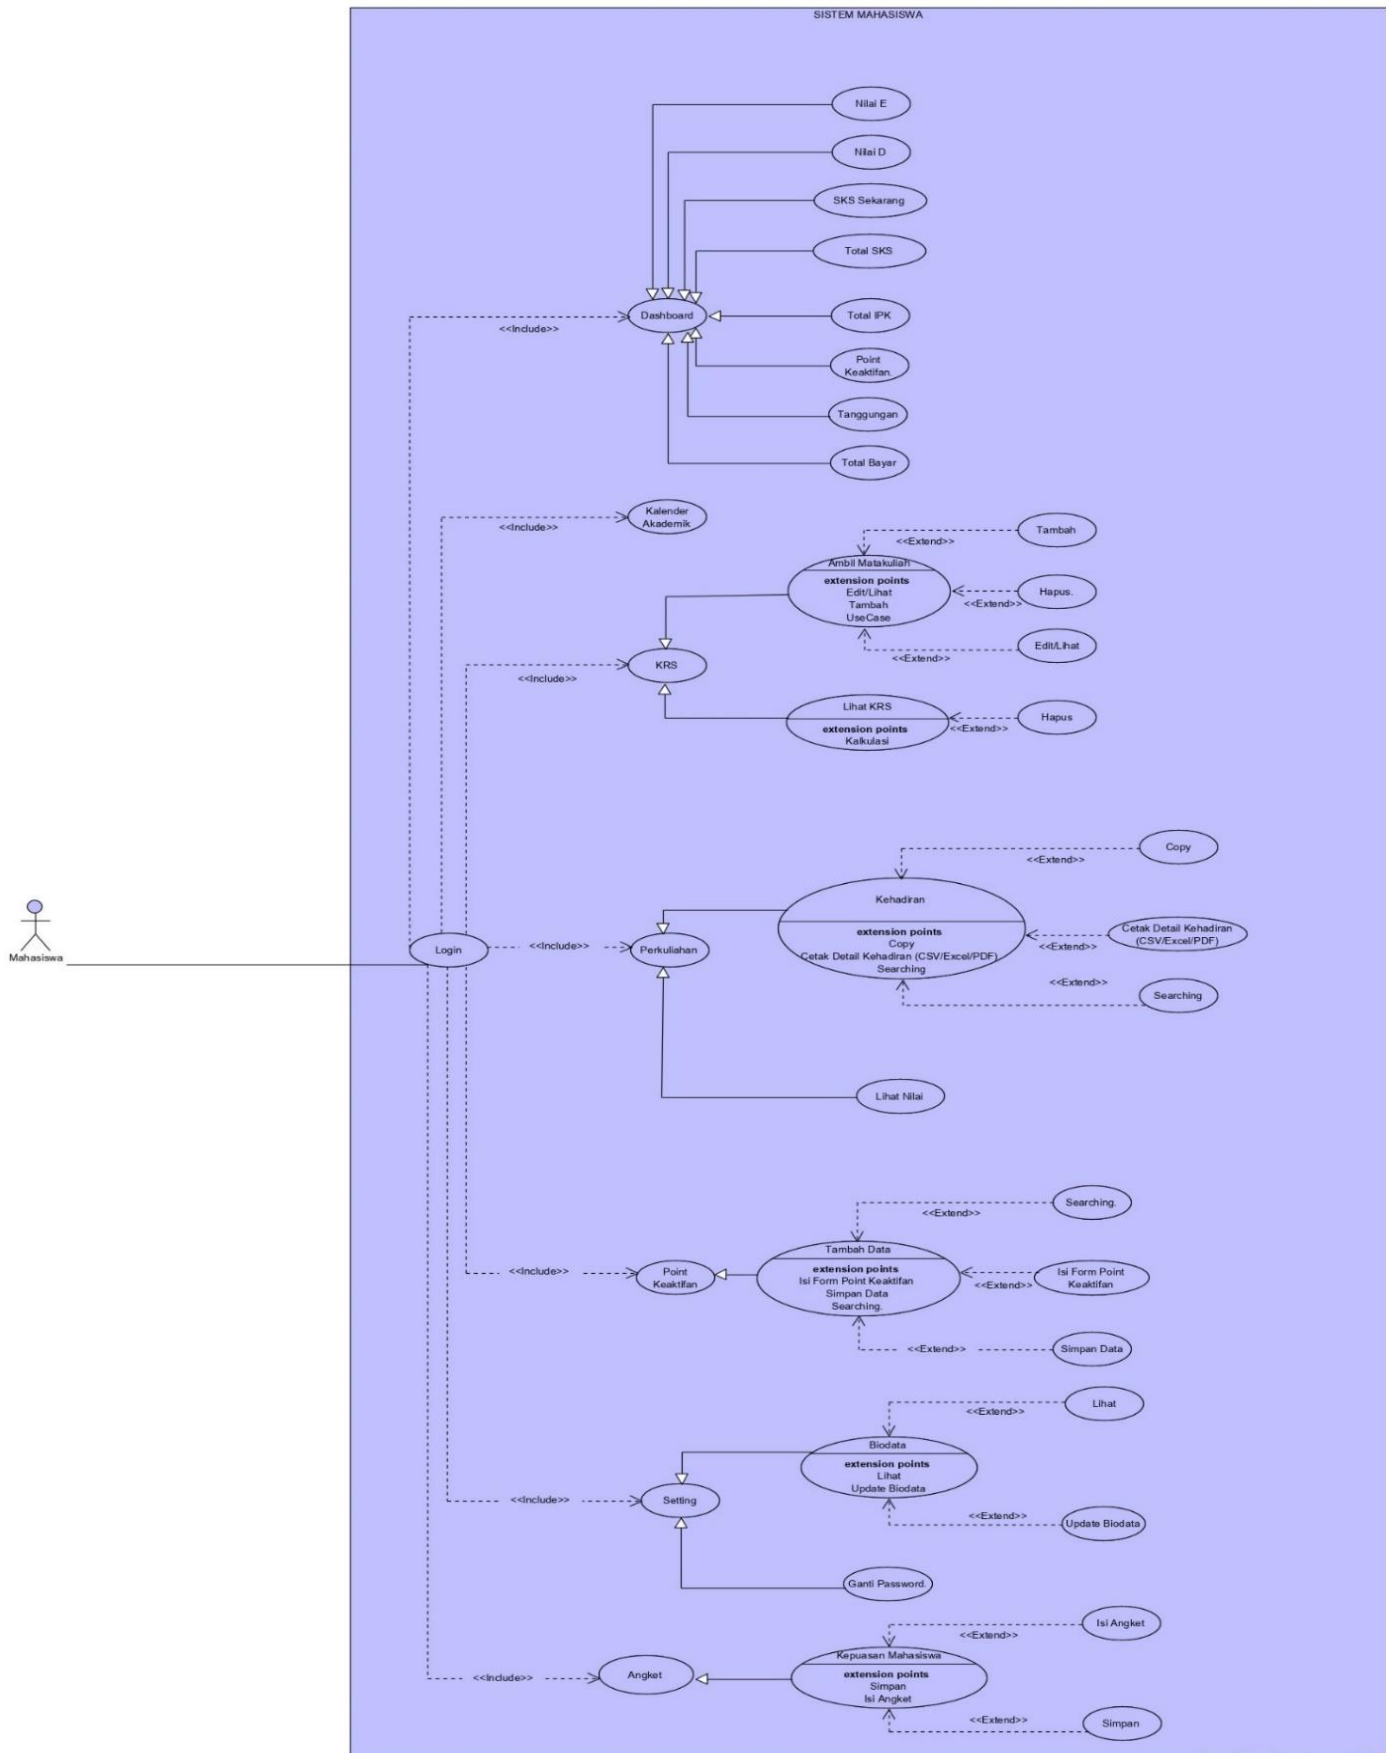 SISTEM MAHASISWA
Nilai E
Nilai D
SKS Sekarang
Total SKS
Dashboard
Total IPK
<<Include>>
Point
Keaktifan.
Tanggungan
Total Bayar
Kalender
Akademik
<<Include>>
Tambah
<<Extend>>
Ambil Matakuliah
extension points
Edit/Lihat
Tambah
UseCase
Hapus.
<<Extend>>
Edit/Lihat
<<Extend>>
KRS
<<Include>>
Lihat KRS
extension points
Kalkulasi
Hapus
<<Extend>>
Copy
<<Extend>>
Kehadiran
extension points
Copy
Cetak Detail Kehadiran (CSV/Excel/PDF)
Searching
Cetak Detail Kehadiran
(CSV/Excel/PDF)
<<Extend>>
Searching
<<Extend>>
Mahasiswa
Login
<<Include>>
Perkuliahan
Lihat Nilai
Searching.
<<Extend>>
Tambah Data
extension points
Isi Form Point Keaktifan
Simpan Data
Searching.
<<Include>>
Point
Keaktifan
Isi Form Point
Keaktifan
<<Extend>>
Simpan Data
<<Extend>>
Lihat
<<Extend>>
Biodata
extension points
Lihat
Update Biodata
<<Include>>
Setting
<<Extend>>
Update Biodata
Ganti Password.
Isi Angket
<<Extend>>
Kepuasan Mahasiswa
extension points
Simpan
Isi Angket
<<Include>>
Angket
<<Extend>>
Simpan